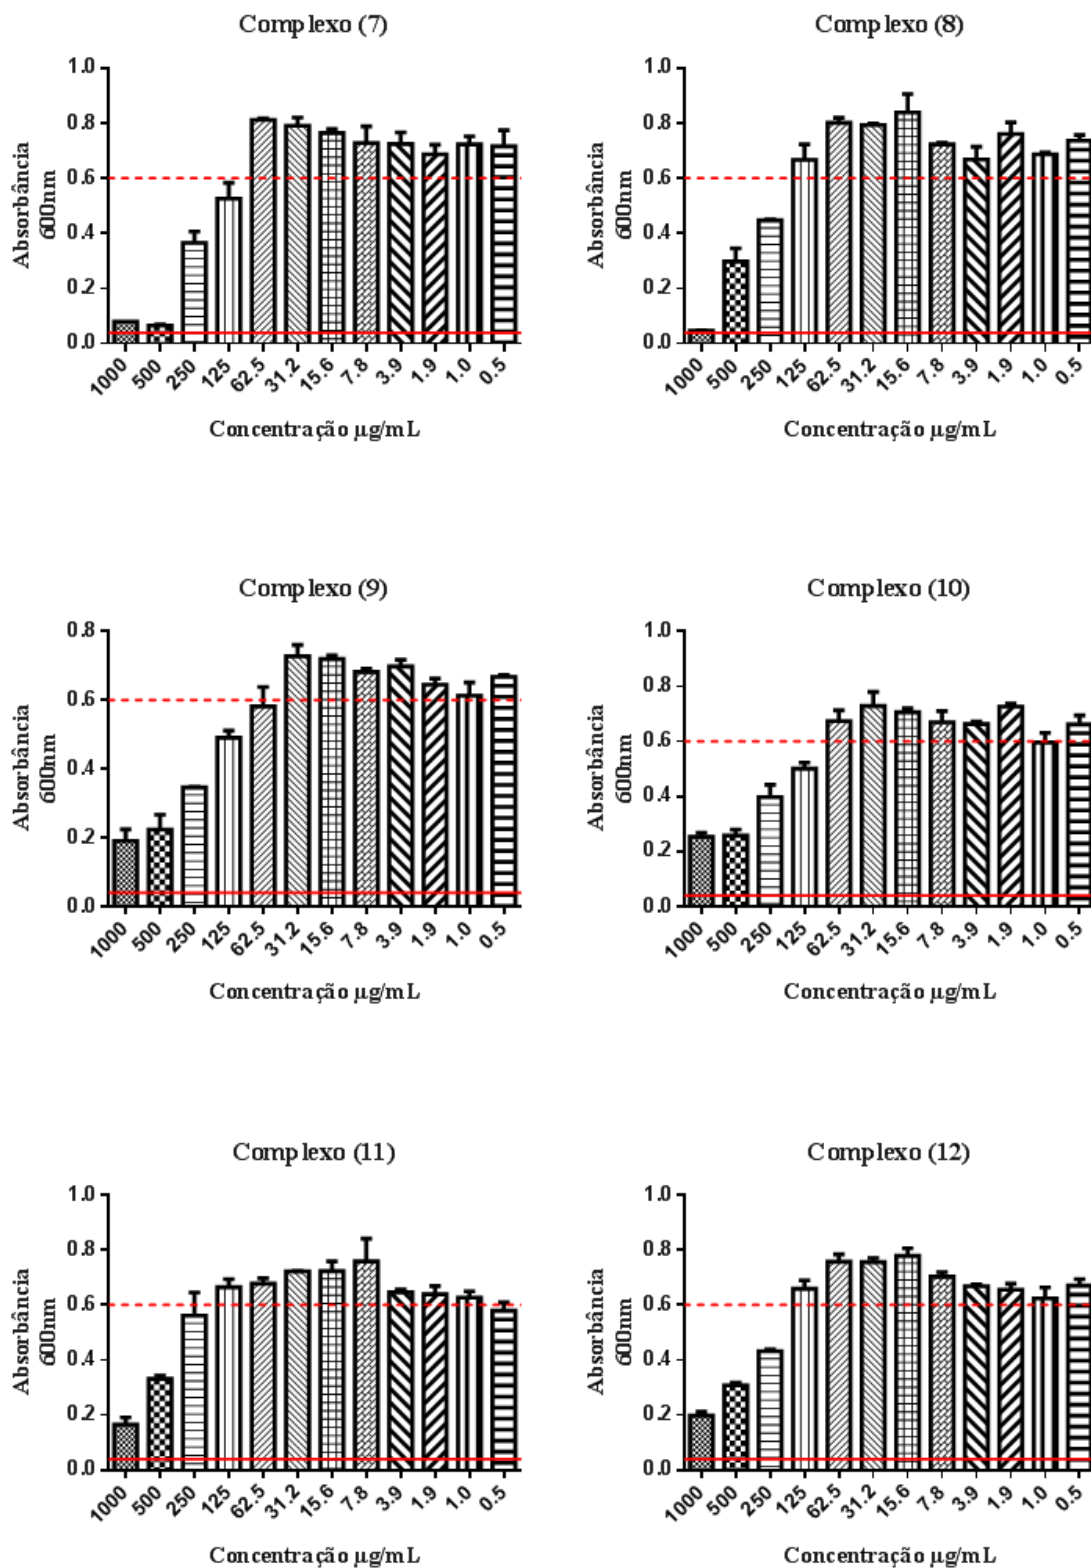 Complexo (7)
1.0
0.8
0.6
0.4
0.2
0.0
Absorbância
600nm
1000 500 250 125 62.5 31.2 15.6 7.8 3.9 1.9 1.0 0.5
Concentração µg/mL
Complexo (8)
1.0
0.8
0.6
0.4
0.2
0.0
Absorbância
600nm
1000 500 250 125 62.5 31.2 15.6 7.8 3.9 1.9 1.0 0.5
Concentração µg/mL
Complexo (9)
0.8
0.6
0.4
0.2
0.0
Absorbância
600nm
1000 500 250 125 62.5 31.2 15.6 7.8 3.9 1.9 1.0 0.5
Concentração µg/mL
Complexo (10)
1.0
0.8
0.6
0.4
0.2
0.0
Absorbância
600nm
1000 500 250 125 62.5 31.2 15.6 7.8 3.9 1.9 1.0 0.5
Concentração µg/mL
Complexo (11)
1.0
0.8
0.6
0.4
0.2
0.0
Absorbância
600nm
1000 500 250 125 62.5 31.2 15.6 7.8 3.9 1.9 1.0 0.5
Concentração µg/mL
Complexo (12)
1.0
0.8
0.6
0.4
0.2
0.0
Absorbância
600nm
1000 500 250 125 62.5 31.2 15.6 7.8 3.9 1.9 1.0 0.5
Concentração µg/mL